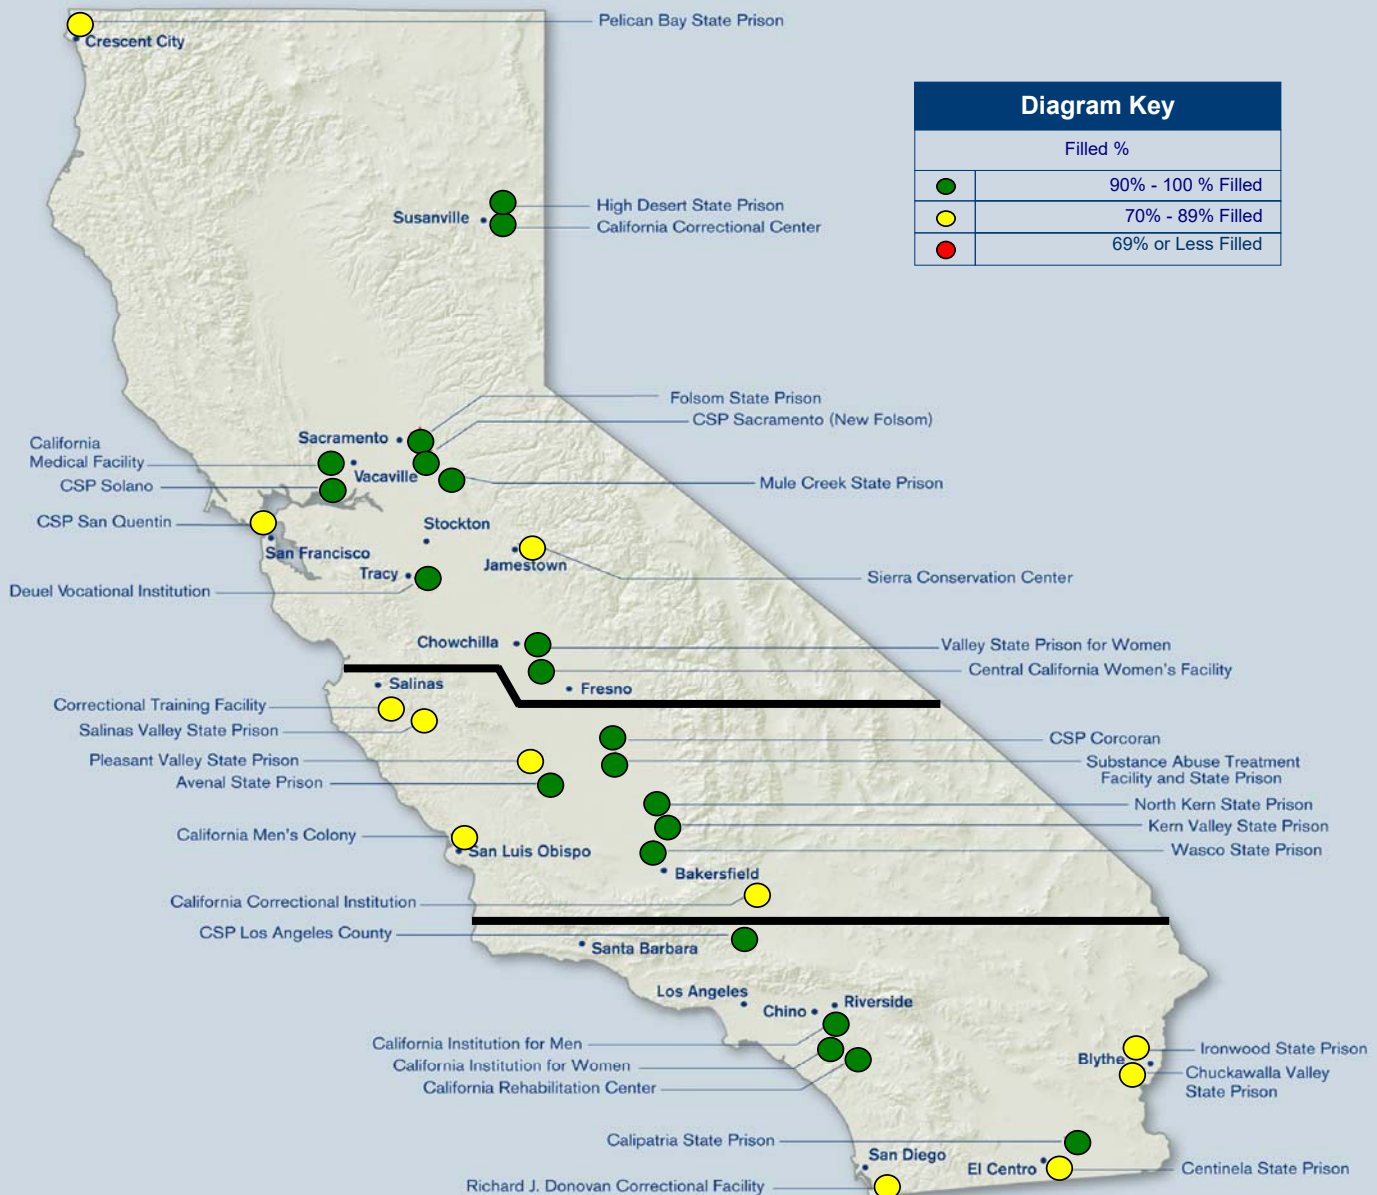 Pelican Bay State Prison
Crescent City
Diagram Key
Filled %
90% - 100 % Filled
70% - 89% Filled
69% or Less Filled
Susanville
High Desert State Prison
California Correctional Center
Folsom State Prison
CSP Sacramento (New Folsom)
Sacramento
California
Medical Facility
Vacaville
CSP Solano
Mule Creek State Prison
CSP San Quentin
Stockton
San Francisco
Jamestown
Tracy
Sierra Conservation Center
Deuel Vocational Institution
Chowchilla
Valley State Prison for Women
Central California Women's Facility
Salinas
Fresno
Correctional Training Facility
Salinas Valley State Prison
CSP Corcoran
Pleasant Valley State Prison
Substance Abuse Treatment
Facility and State Prison
Avenal State Prison
North Kern State Prison
Kern Valley State Prison
California Men's Colony
San Luis Obispo
Wasco State Prison
Bakersfield
California Correctional Institution
CSP Los Angeles County
Santa Barbara
Los Angeles
Chino
Riverside
California Institution for Men
California Institution for Women
California Rehabilitation Center
Ironwood State Prison
Blythe
Chuckawalla Valley
State Prison
Calipatria State Prison
San Diego
El Centro
Centinela State Prison
Richard J. Donovan Correctional Facility